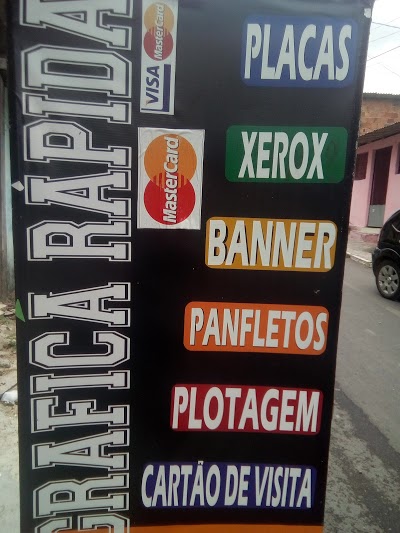 GRÁFICA RÁPIDA
VISA
MasterCard
MasterCard
PLACAS
XEROX
BANNER
PANFLETOS
PLOTAGEM
CARTÃO DE VISITA